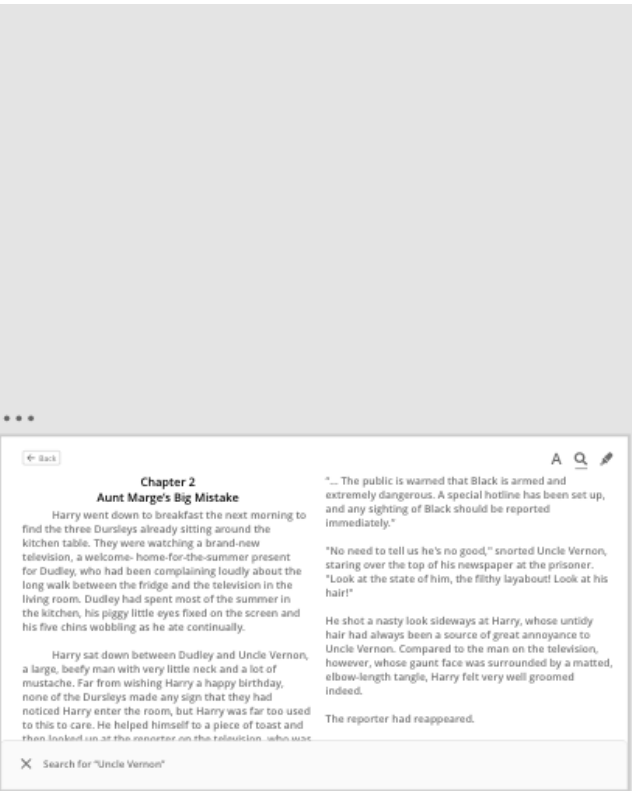 ← Back
A
Chapter 2
Aunt Marge's Big Mistake
Harry went down to breakfast the next morning to
find the three Dursleys already sitting around the
kitchen table. They were watching a brand-new
television, a welcome- home-for-the-summer present
for Dudley, who had been complaining loudly about the
long walk between the fridge and the television in the
living room. Dudley had spent most of the summer in
the kitchen, his piggy little eyes fixed on the screen and
his five chins wobbling as he ate continually.
Harry sat down between Dudley and Uncle Vernon,
a large, beefy man with very little neck and a lot of
mustache. Far from wishing Harry a happy birthday,
none of the Dursleys made any sign that they had
noticed Harry enter the room, but Harry was far too used
to this to care. He helped himself to a piece of toast and
then looked up at the reporter on the television, who was
"... The public is warned that Black is armed and
extremely dangerous. A special hotline has been set up,
and any sighting of Black should be reported
immediately."
"No need to tell us he's no good," snorted Uncle Vernon,
staring over the top of his newspaper at the prisoner.
"Look at the state of him, the filthy layabout! Look at his
hair!"
He shot a nasty look sideways at Harry, whose untidy
hair had always been a source of great annoyance to
Uncle Vernon. Compared to the man on the television,
however, whose gaunt face was surrounded by a matted,
elbow-length tangle, Harry felt very well groomed
indeed.
The reporter had reappeared.
Search for "Uncle Vernon"